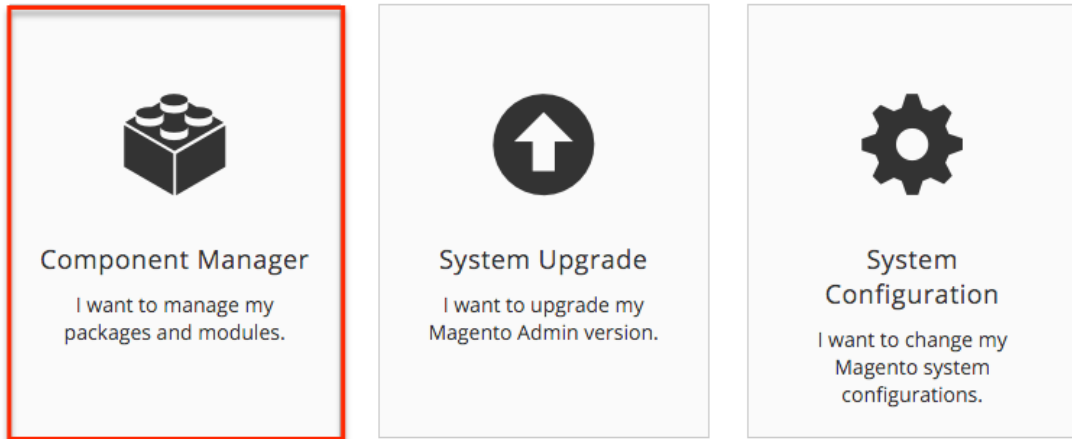 Component Manager
I want to manage my
packages and modules.
System Upgrade
I want to upgrade my
Magento Admin version.
System
Configuration
I want to change my
Magento system
configurations.